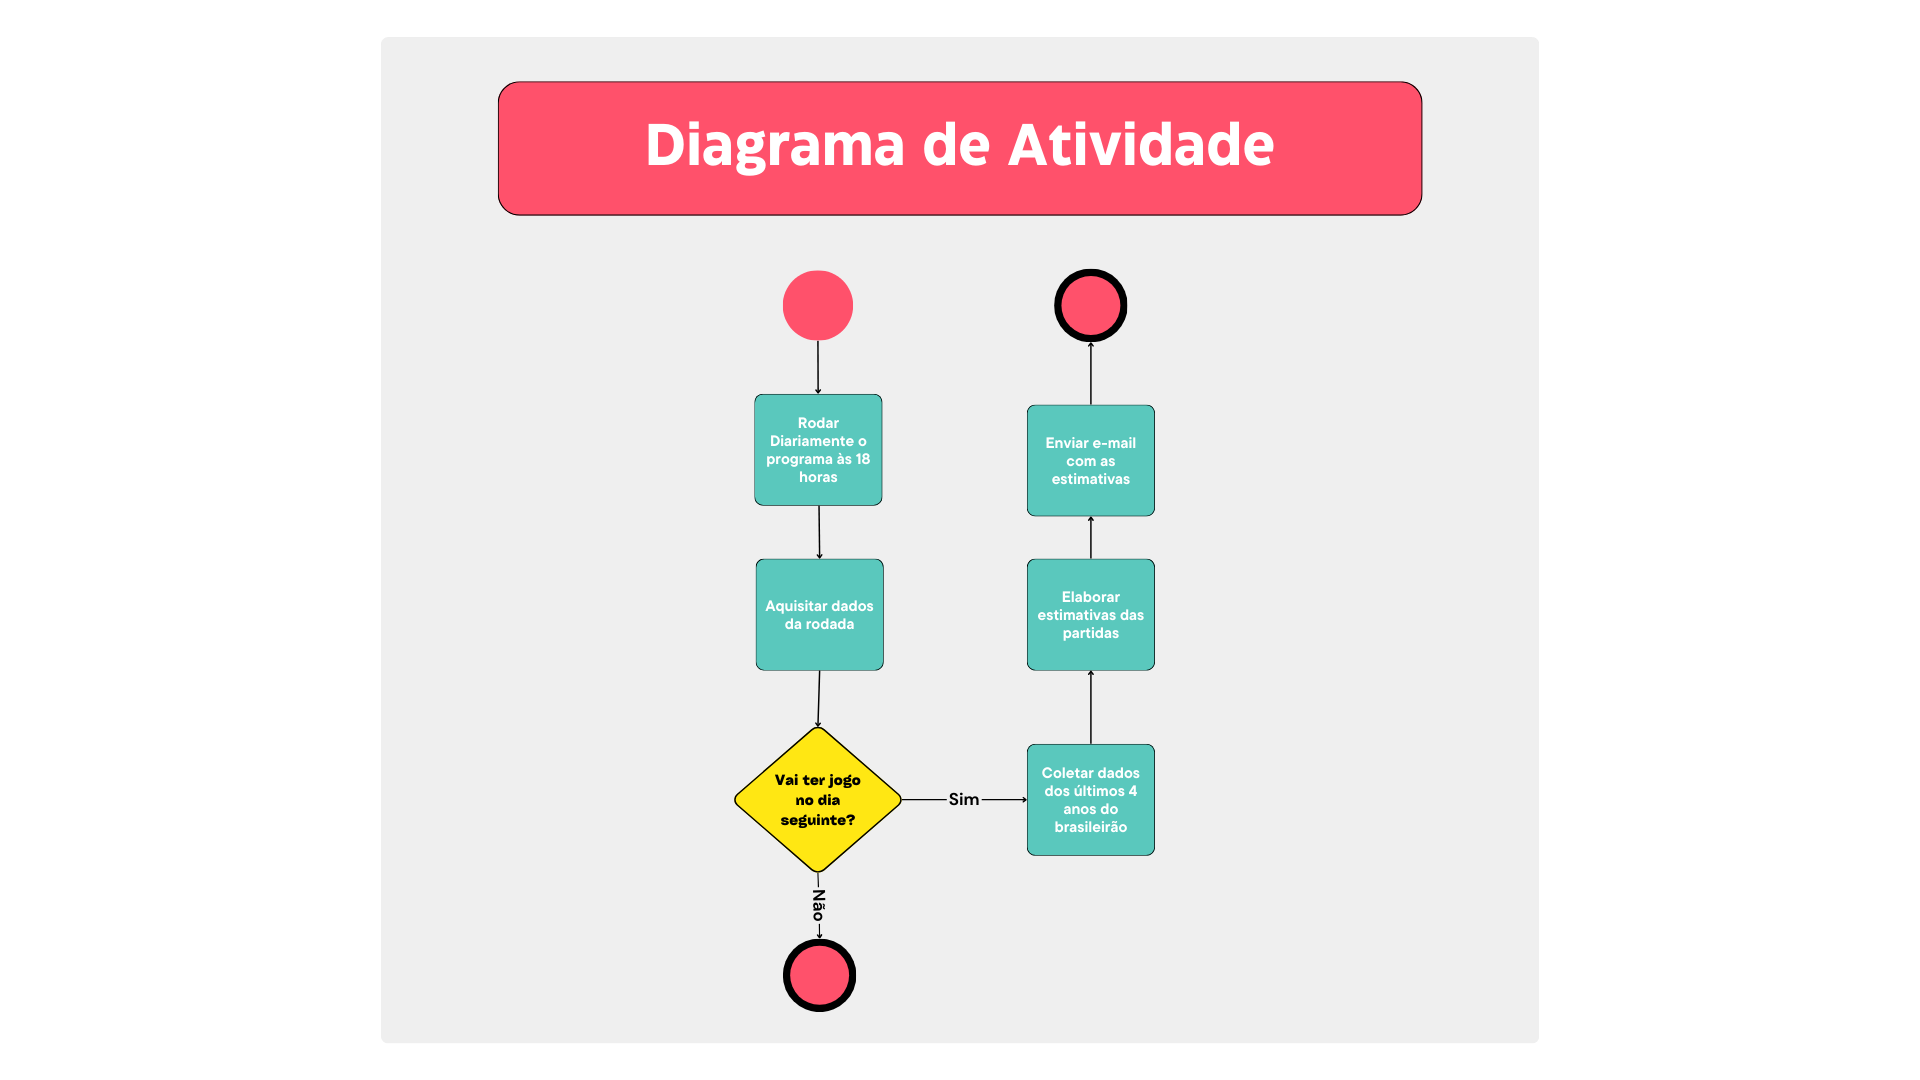 Diagrama de Atividade
Rodar
Diariamente o
programa às 18
horas
Aquisitar dados
da rodada
Vai ter jogo
no dia
seguinte?
Não
Sim
Coletar dados
dos últimos 4
anos do
brasileirão
Elaborar
estimativas das
partidas
Enviar e-mail
com as
estimativas